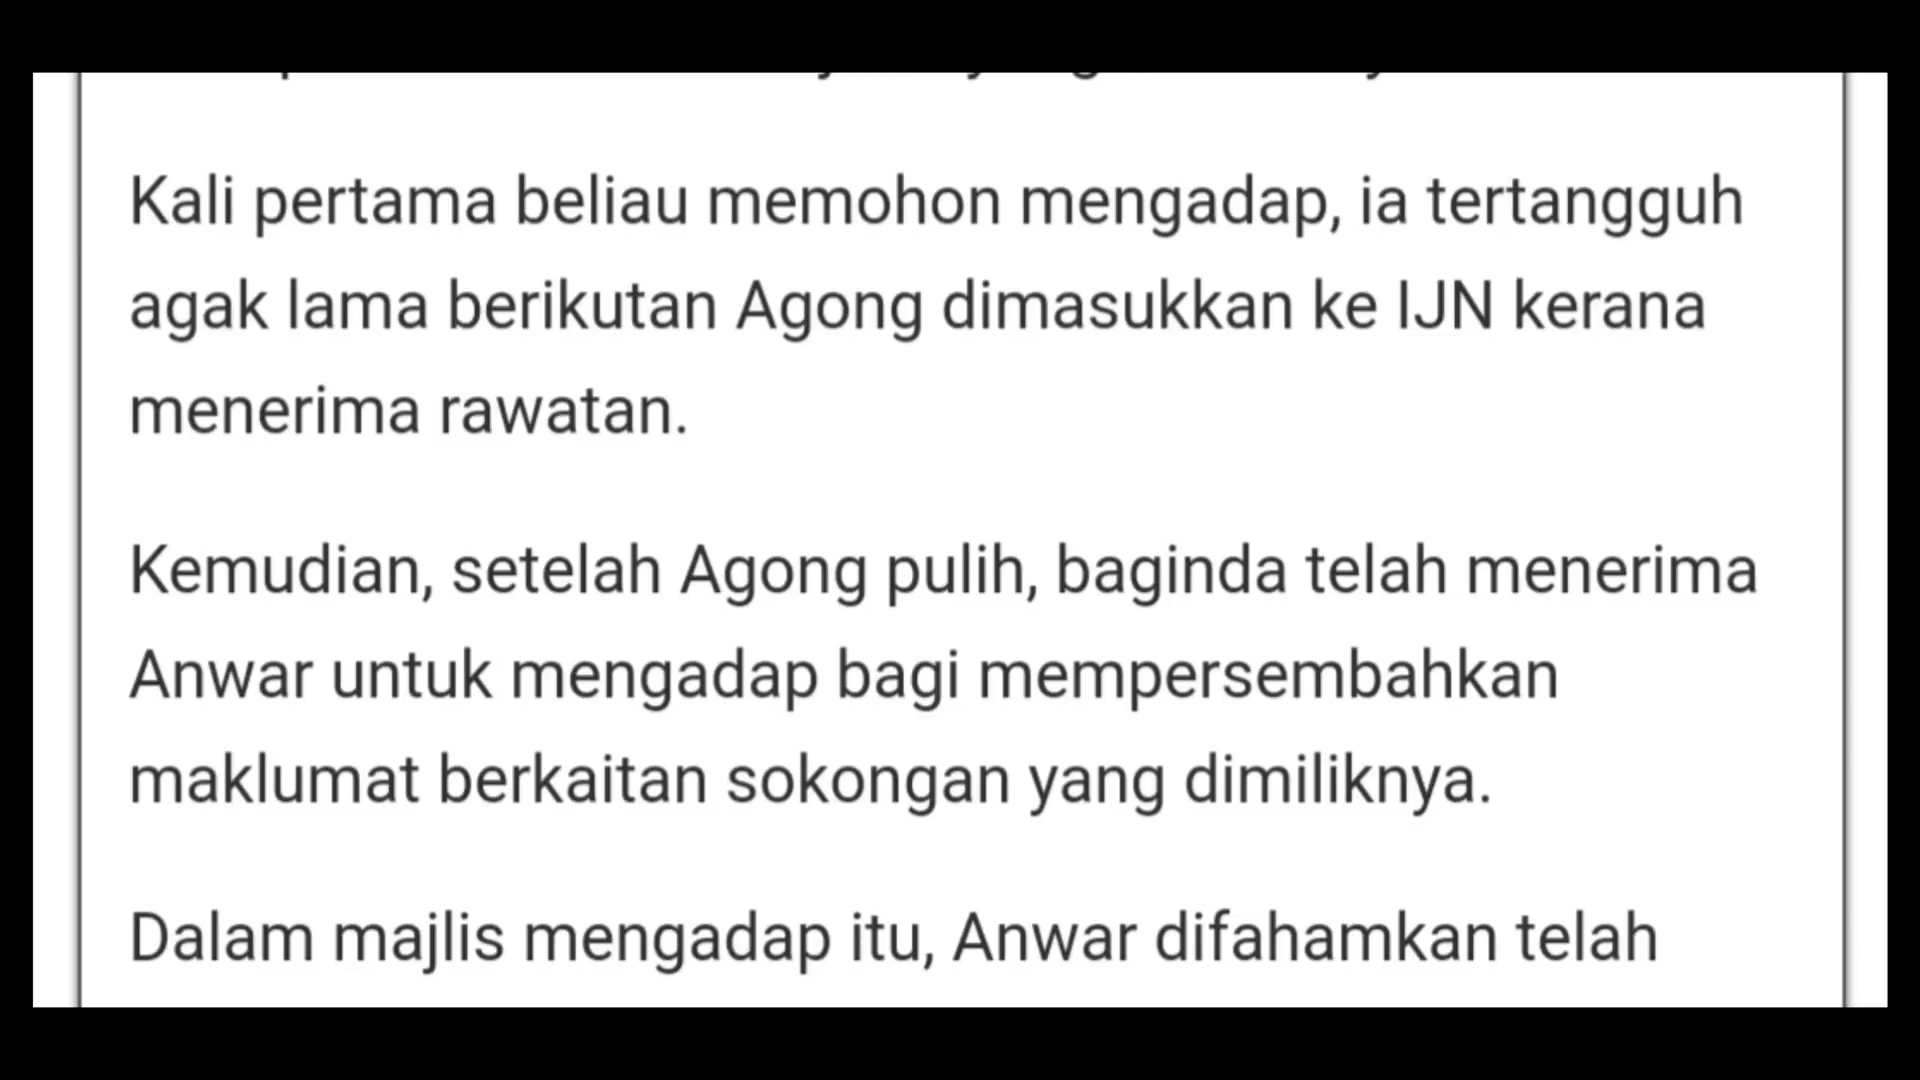 Kali pertama beliau memohon mengadap, ia tertangguh
agak lama berikutan Agong dimasukkan ke IJN kerana
menerima rawatan.
Kemudian, setelah Agong pulih, baginda telah menerima
Anwar untuk mengadap bagi mempersembahkan
maklumat berkaitan sokongan yang dimiliknya.
Dalam majlis mengadap itu, Anwar difahamkan telah